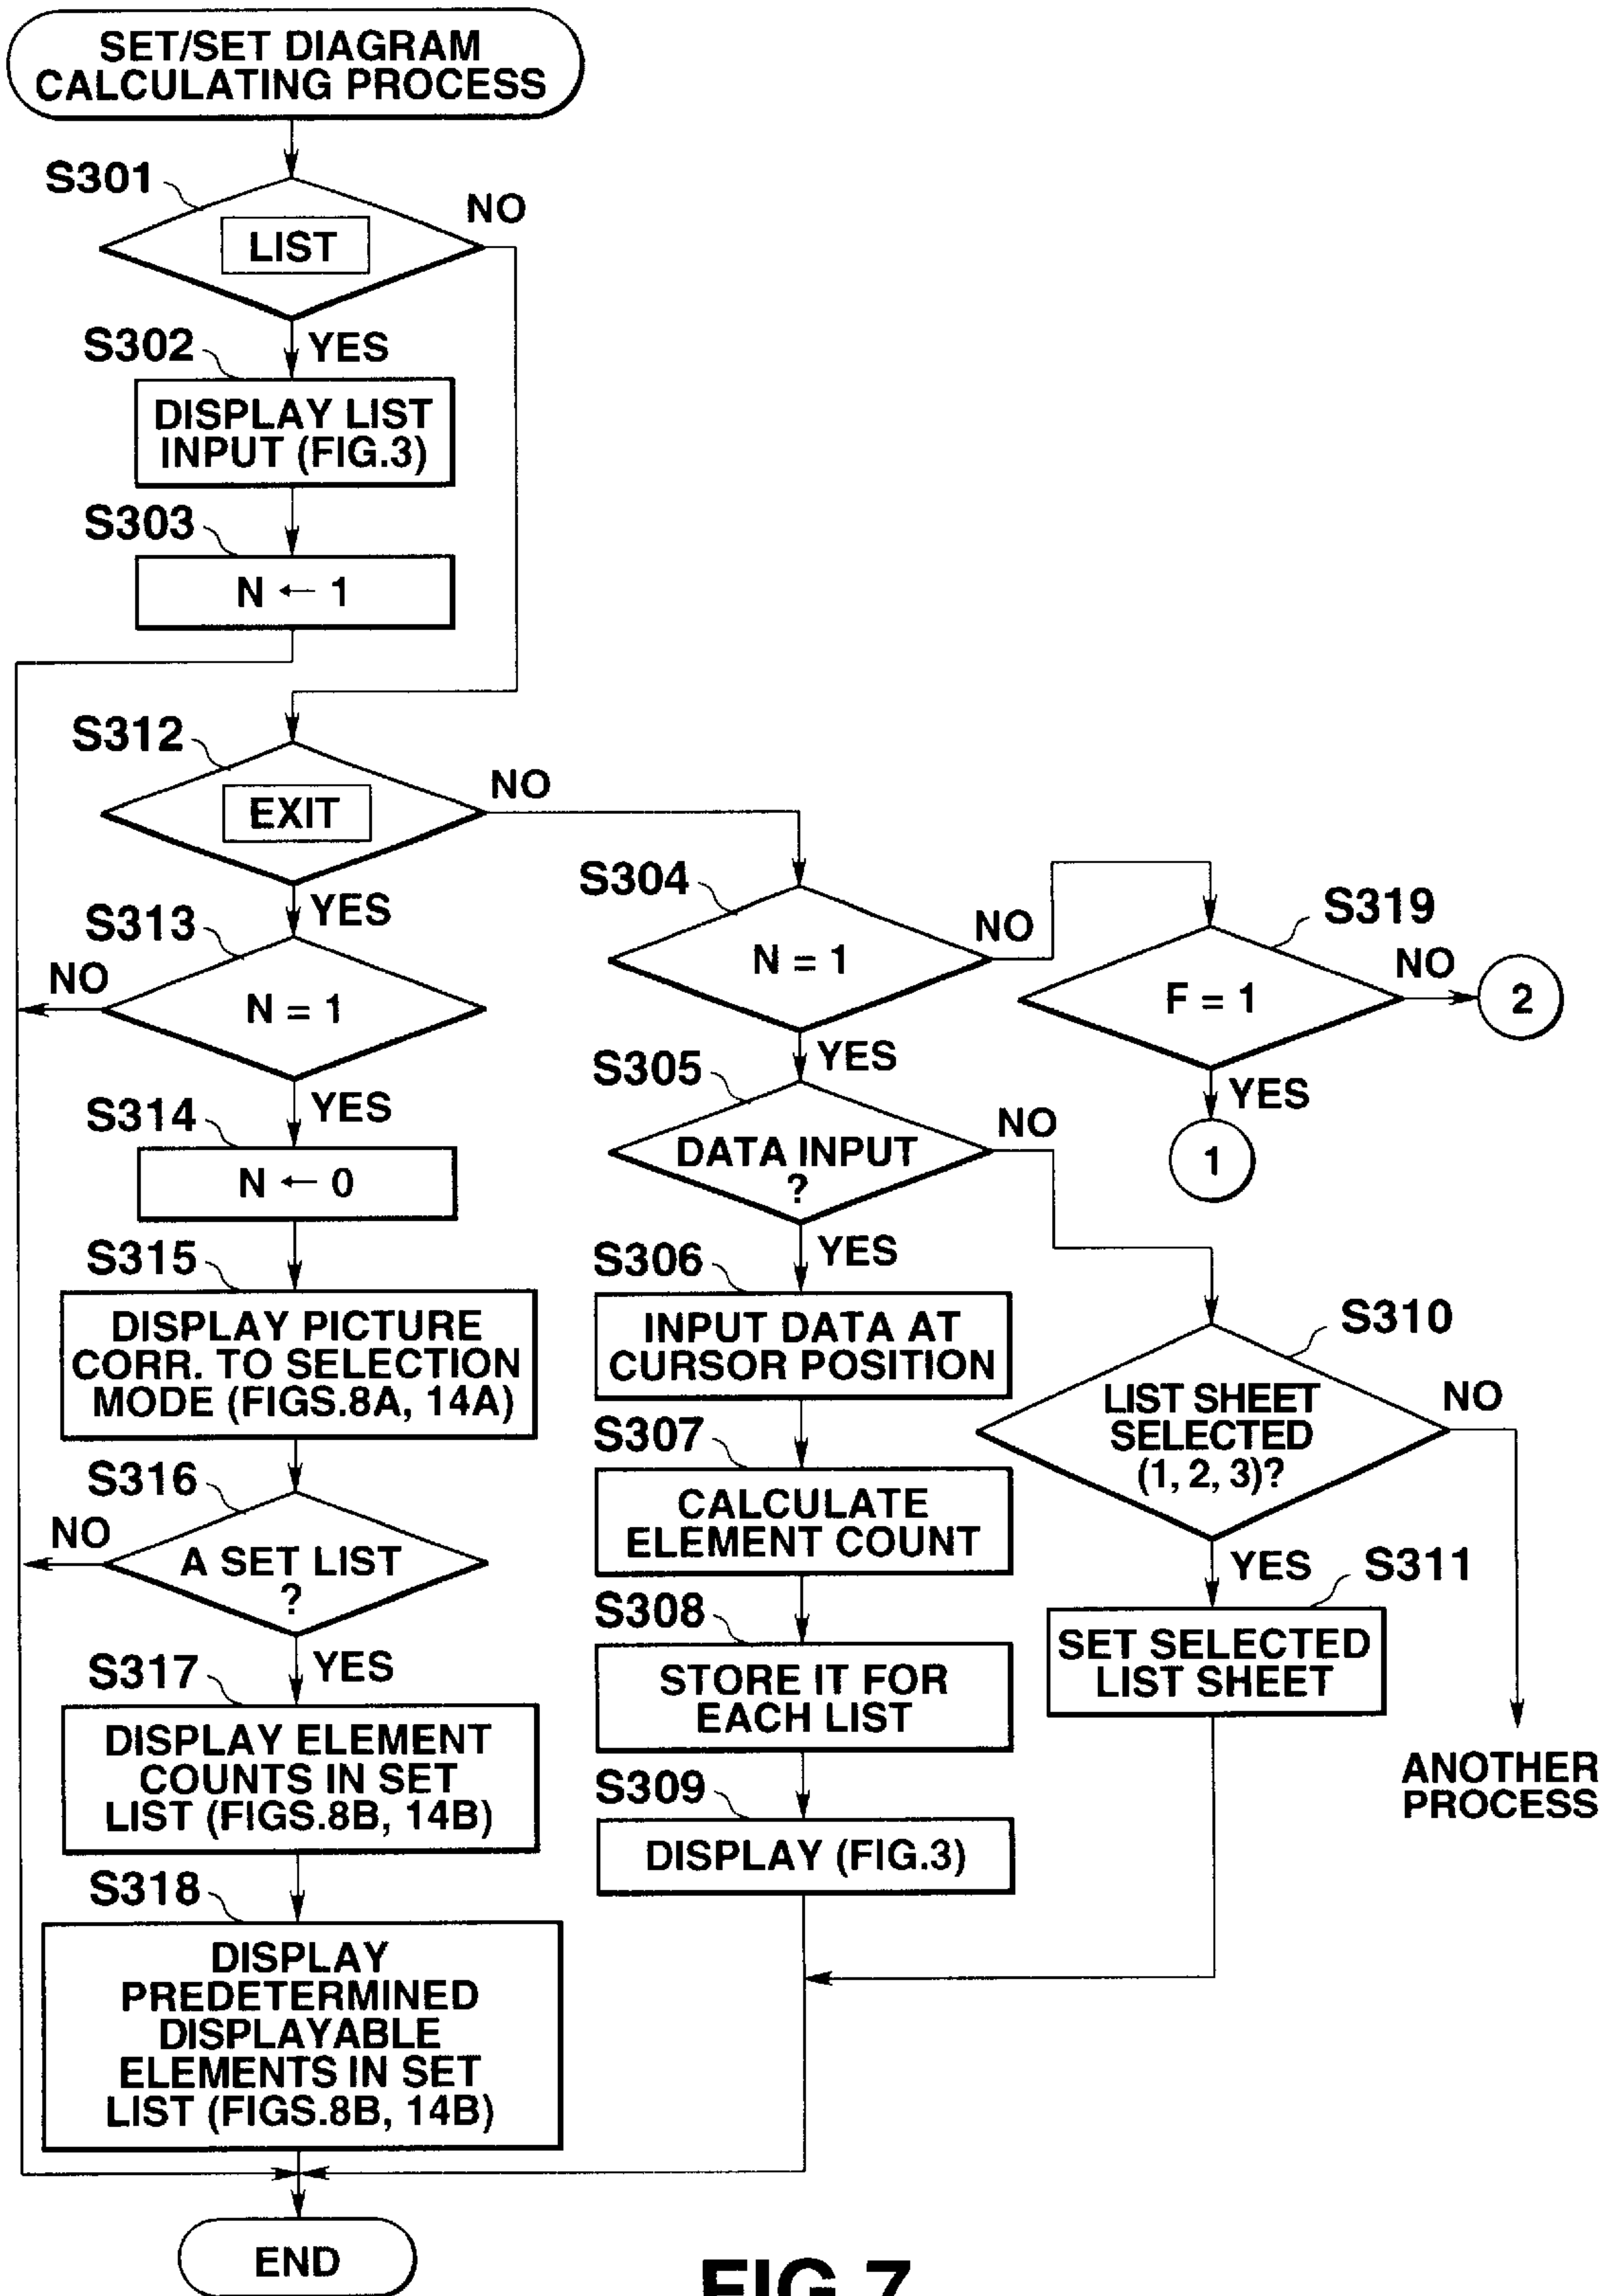 SET/SET DIAGRAM
CALCULATING PROCESS
S301
LIST
NO
YES
S302
DISPLAY LIST
INPUT (FIG.3)
S303
N ← 1
S312
EXIT
NO
YES
S313
NO
N = 1
YES
S314
N ← 0
S315
DISPLAY PICTURE
CORR. TO SELECTION
MODE (FIGS.8A, 14A)
S316
NO
A SET LIST
?
YES
S317
DISPLAY ELEMENT
COUNTS IN SET
LIST (FIGS.8B, 14B)
S318
DISPLAY
PREDETERMINED
DISPLAYABLE
ELEMENTS IN SET
LIST (FIGS.8B, 14B)
END
S304
N = 1
NO
YES
S305
DATA INPUT
?
NO
YES
S306
INPUT DATA AT
CURSOR POSITION
S307
CALCULATE
ELEMENT COUNT
S308
STORE IT FOR
EACH LIST
S309
DISPLAY (FIG.3)
S319
F = 1
NO
2
YES
1
S310
LIST SHEET
SELECTED
(1, 2, 3)?
NO
YES
S311
SET SELECTED
LIST SHEET
ANOTHER
PROCESS
FIG.7